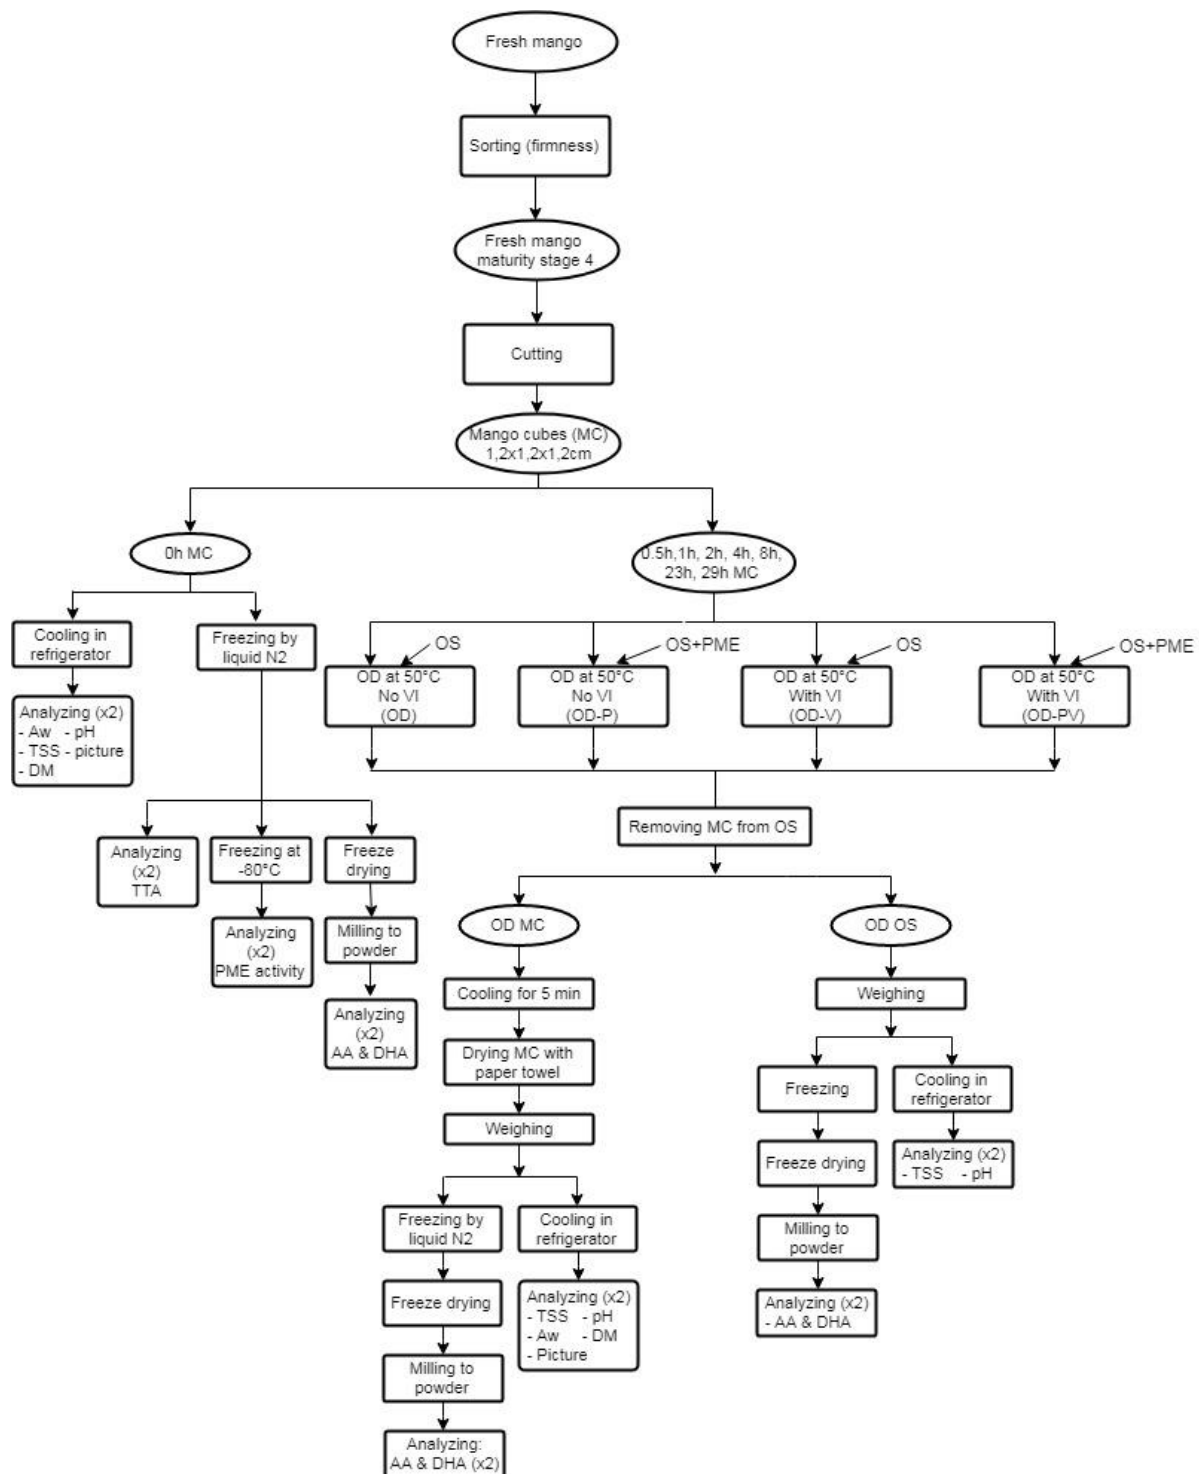 Fresh mango
Sorting (firmness)
Fresh mango
maturity stage 4
Cutting
Mango cubes (MC)
1,2x1,2x1,2cm
0h MC
0.5h,1h, 2h, 4h, 8h,
23h, 29h MC
Cooling in
refrigerator
Freezing by
liquid N2
Analyzing (x2)
- Aw - pH
- TSS - picture
- DM
OS
OD at 50°C
No VI
(OD)
OS+PME
OD at 50°C
No VI
(OD-P)
OS
OD at 50°C
With VI
(OD-V)
OS+PME
OD at 50°C
With VI
(OD-PV)
Removing MC from OS
Analyzing
(x2)
TTA
Freezing at
-80°C
Analyzing
(x2)
PME activity
Freeze
drying
Milling to
powder
Analyzing
(x2)
AA & DHA
OD MC
Cooling for 5 min
Drying MC with
paper towel
Weighing
Freezing by
liquid N2
Freeze drying
Milling to
powder
Analyzing:
AA & DHA (x2)
Cooling in
refrigerator
Analyzing (x2)
- TSS - pH
- Aw - DM
- Picture
OD OS
Weighing
Freezing
Freeze drying
Milling to
powder
Analyzing (x2)
- AA & DHA
Cooling in
refrigerator
Analyzing (x2)
- TSS - pH